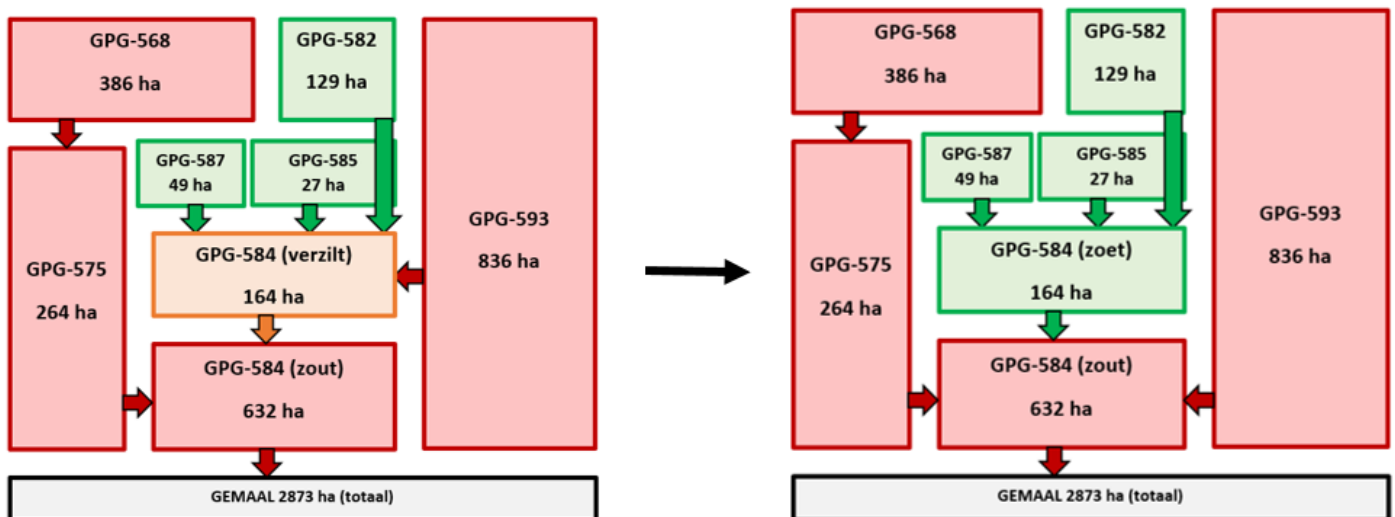 GPG-568
386 ha
GPG-582
129 ha
GPG-587
49 ha
GPG-585
27 ha
GPG-593
836 ha
GPG-575
264 ha
GPG-584 (verzilt)
164 ha
GPG-584 (zout)
632 ha
GEMAAL 2873 ha (totaal)
GPG-568
386 ha
GPG-582
129 ha
GPG-587
49 ha
GPG-585
27 ha
GPG-593
836 ha
GPG-575
264 ha
GPG-584 (zoet)
164 ha
GPG-584 (zout)
632 ha
GEMAAL 2873 ha (totaal)